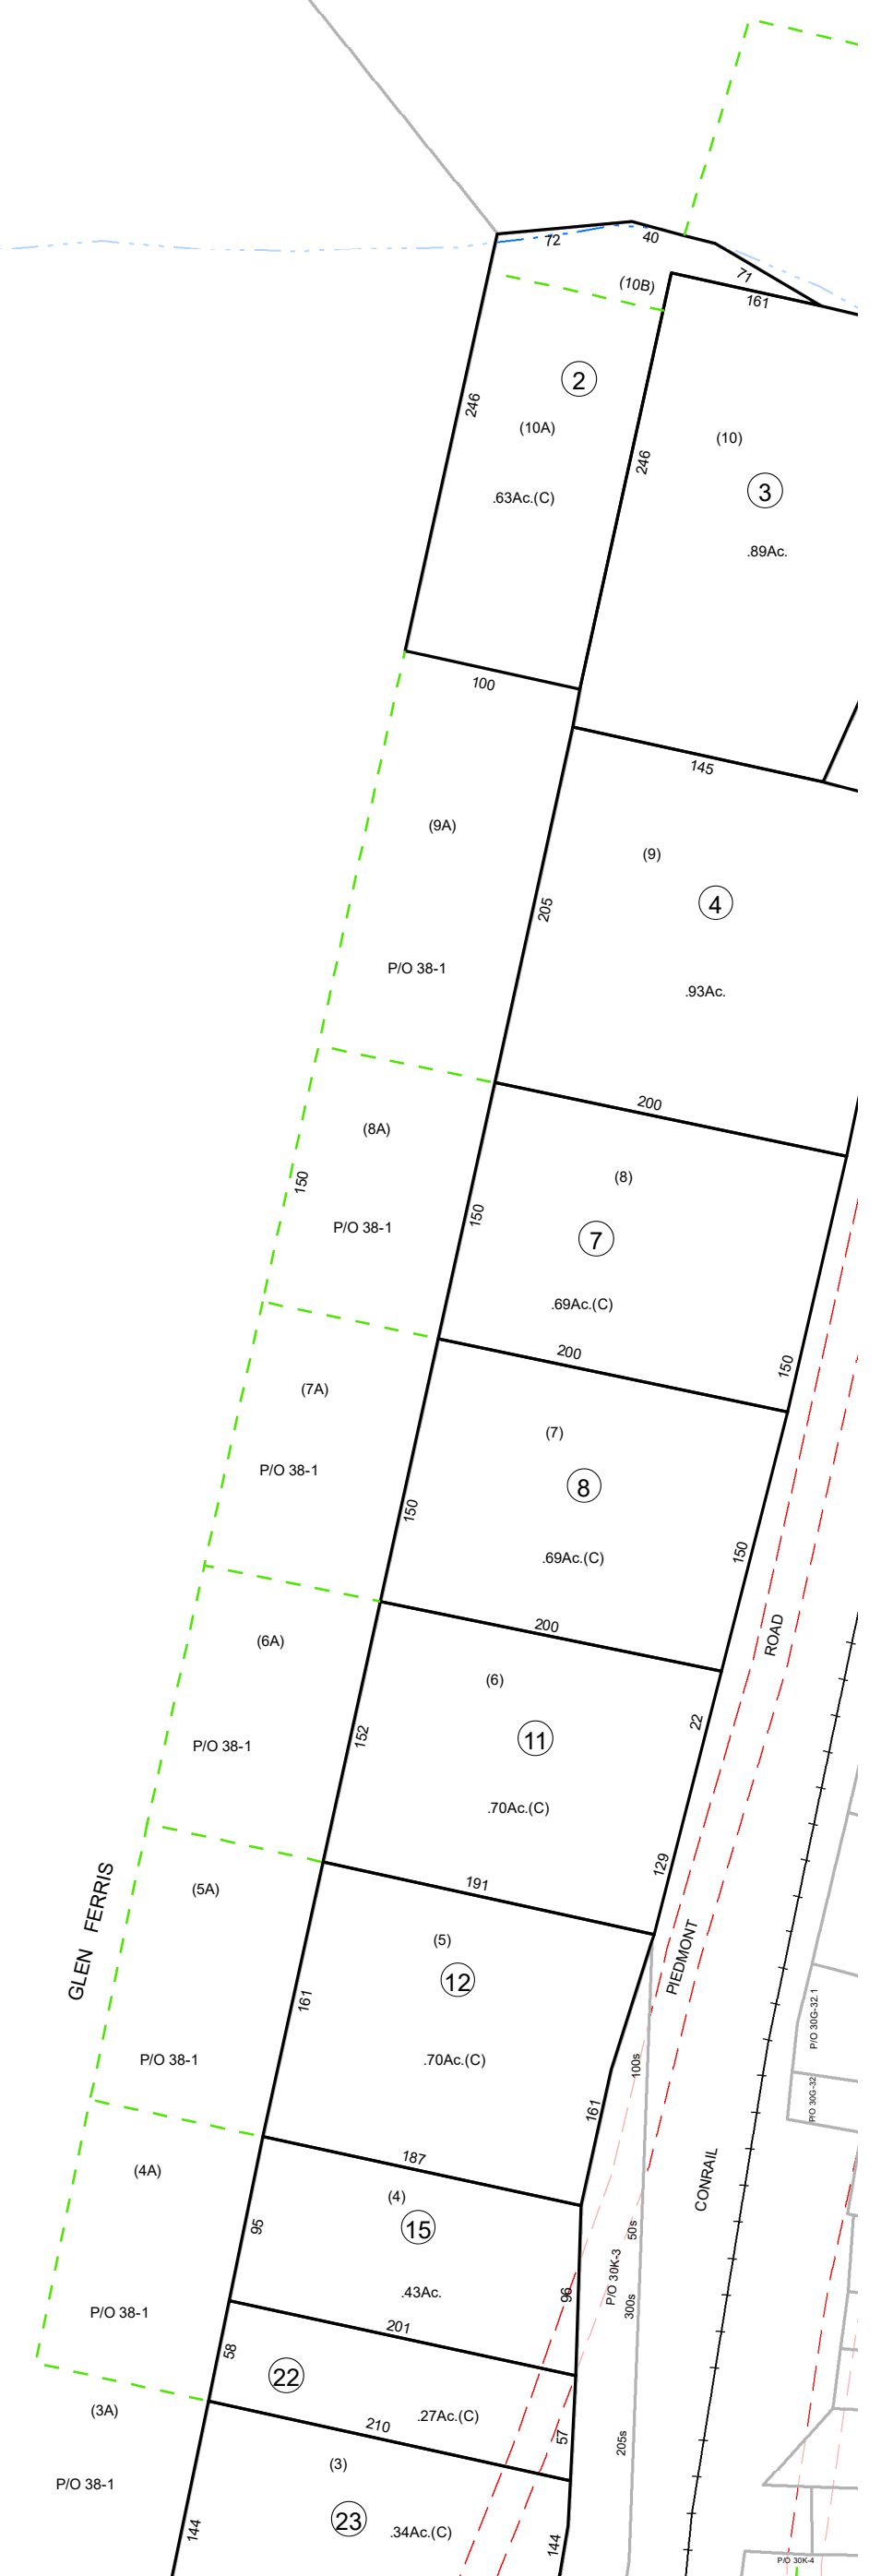 72
40
71
(10B)
161
2
246
(10A)
(10)
246
3
.63Ac.(C)
.89Ac.
100
145
(9A)
(9)
4
205
P/O 38-1
.93Ac.
200
(8A)
(8)
150
150
P/O 38-1
7
.69Ac.(C)
200
150
(7A)
(7)
P/O 38-1
8
150
150
.69Ac.(C)
200
ROAD
(6A)
(6)
22
152
11
P/O 38-1
.70Ac.(C)
129
191
(5A)
GLEN FERRIS
(5)
PIEDMONT
12
161
P/O 30G-32.1
P/O 38-1
.70Ac.(C)
100s
P/O 30G-32
161
187
CONRAIL
(4A)
(4)
95
15
50s
P/O 30K-3
.43Ac.
96
300s
P/O 38-1
201
58
22
(3A)
.27Ac.(C)
210
57
205s
(3)
P/O 38-1
23
144
.34Ac.(C)
144
P/O 30K-4